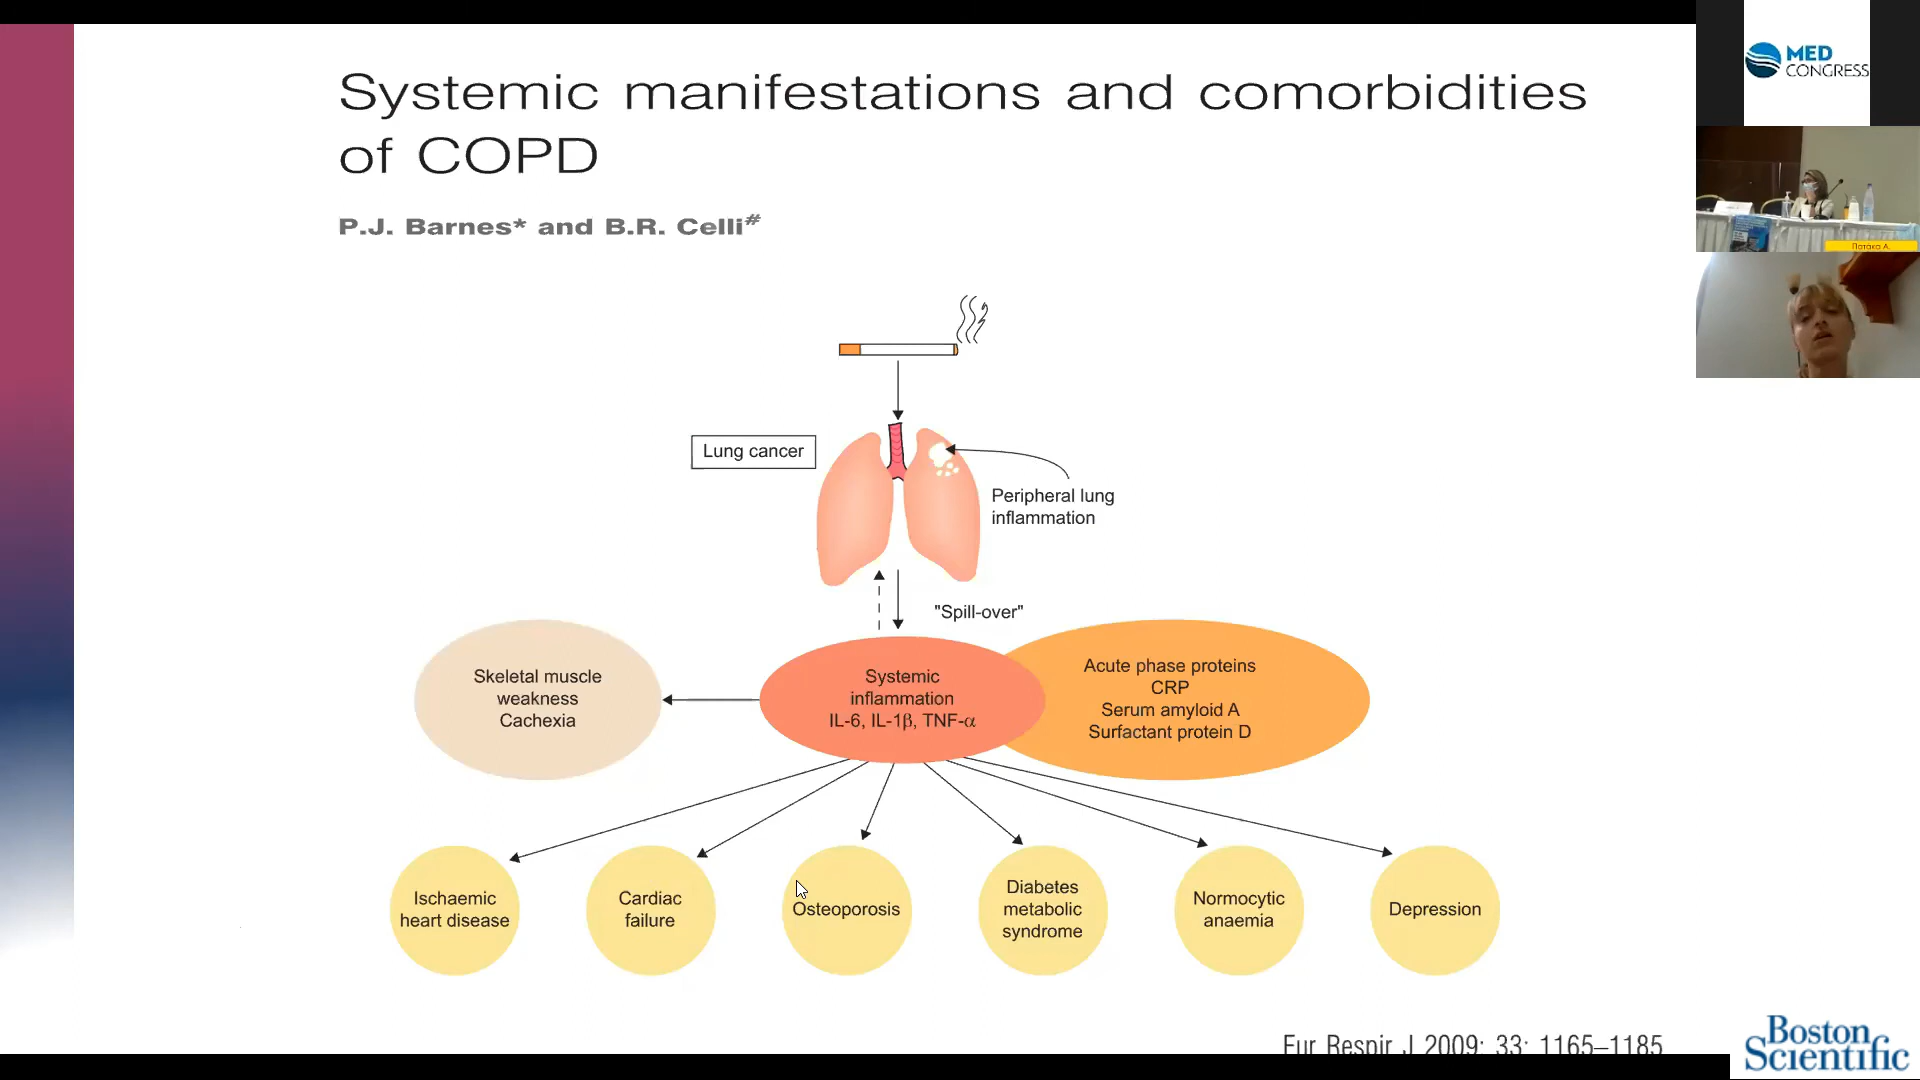 Systemic manifestations and comorbidities
of COPD
P.J. Barnes* and B.R. Celli#
Lung cancer
Peripheral lung
inflammation
"Spill-over"
Skeletal muscle
weakness
Cachexia
Systemic
inflammation
IL-6, IL-1β, TNF-α
Acute phase proteins
CRP
Serum amyloid A
Surfactant protein D
Ischaemic
heart disease
Cardiac
failure
Osteoporosis
Diabetes
metabolic
syndrome
Normocytic
anaemia
Depression
Eur Respir J 2009; 33: 1165–1185
MED
CONGRESS
Πατάκα Α.
Boston
Scientific